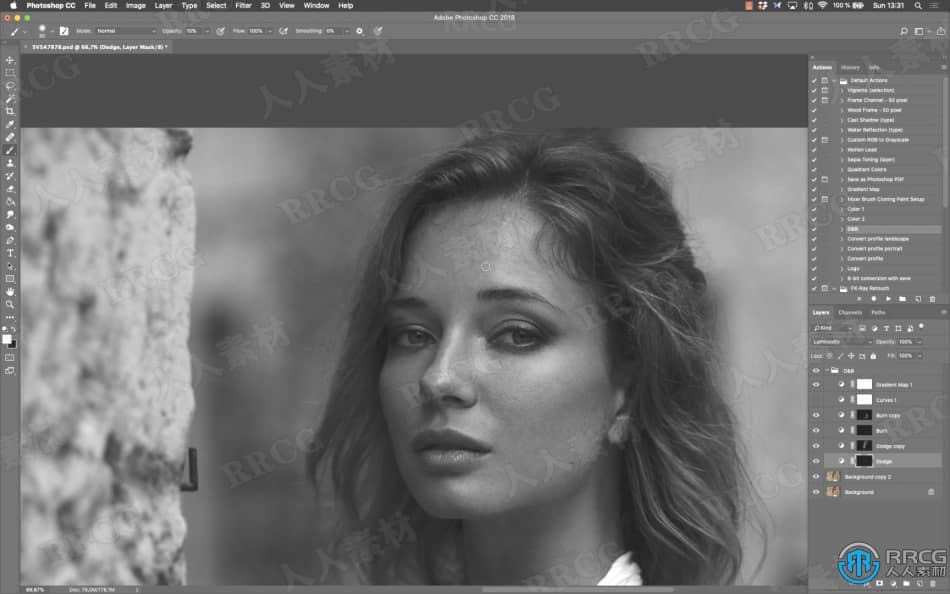 Photoshop CC File Edit Image Layer Type Select Filter 3D View Window Help 100 % Sun 13:31
Adobe Photoshop CC 2018
Mode: Normal Opacity: 10% Flow: 100% Smoothing: 0%
SV5A7878.psd @ 66.7% (Dodge, Layer Mask/8) *
Actions History Info
Default Actions
Vignette (selection)
Frame Channel - 50 pixel
Wood Frame - 50 pixel
Cast Shadow (type)
Water Reflection (type)
Custom RGB to Grayscale
Molten Lead
Sepia Toning (layer)
Quadrant Colors
Save as Photoshop PDF
Gradient Map
Mixer Brush Cloning Paint Setup
Color 1
Color 2
D&B
Convert profile landscape
Convert profile portrait
Convert profile
Logo
8-bit conversion with save
FX-Ray Retouch
Layers Channels Paths
Kind
Luminosity Opacity: 100%
Lock: Fill: 100%
D&B
Gradient Map 1
Curves 1
Burn copy
Burn
Dodge copy
Dodge
Background copy 2
Background
66.67% Doc: 79.0M/178.1M
RRCG
人人素材